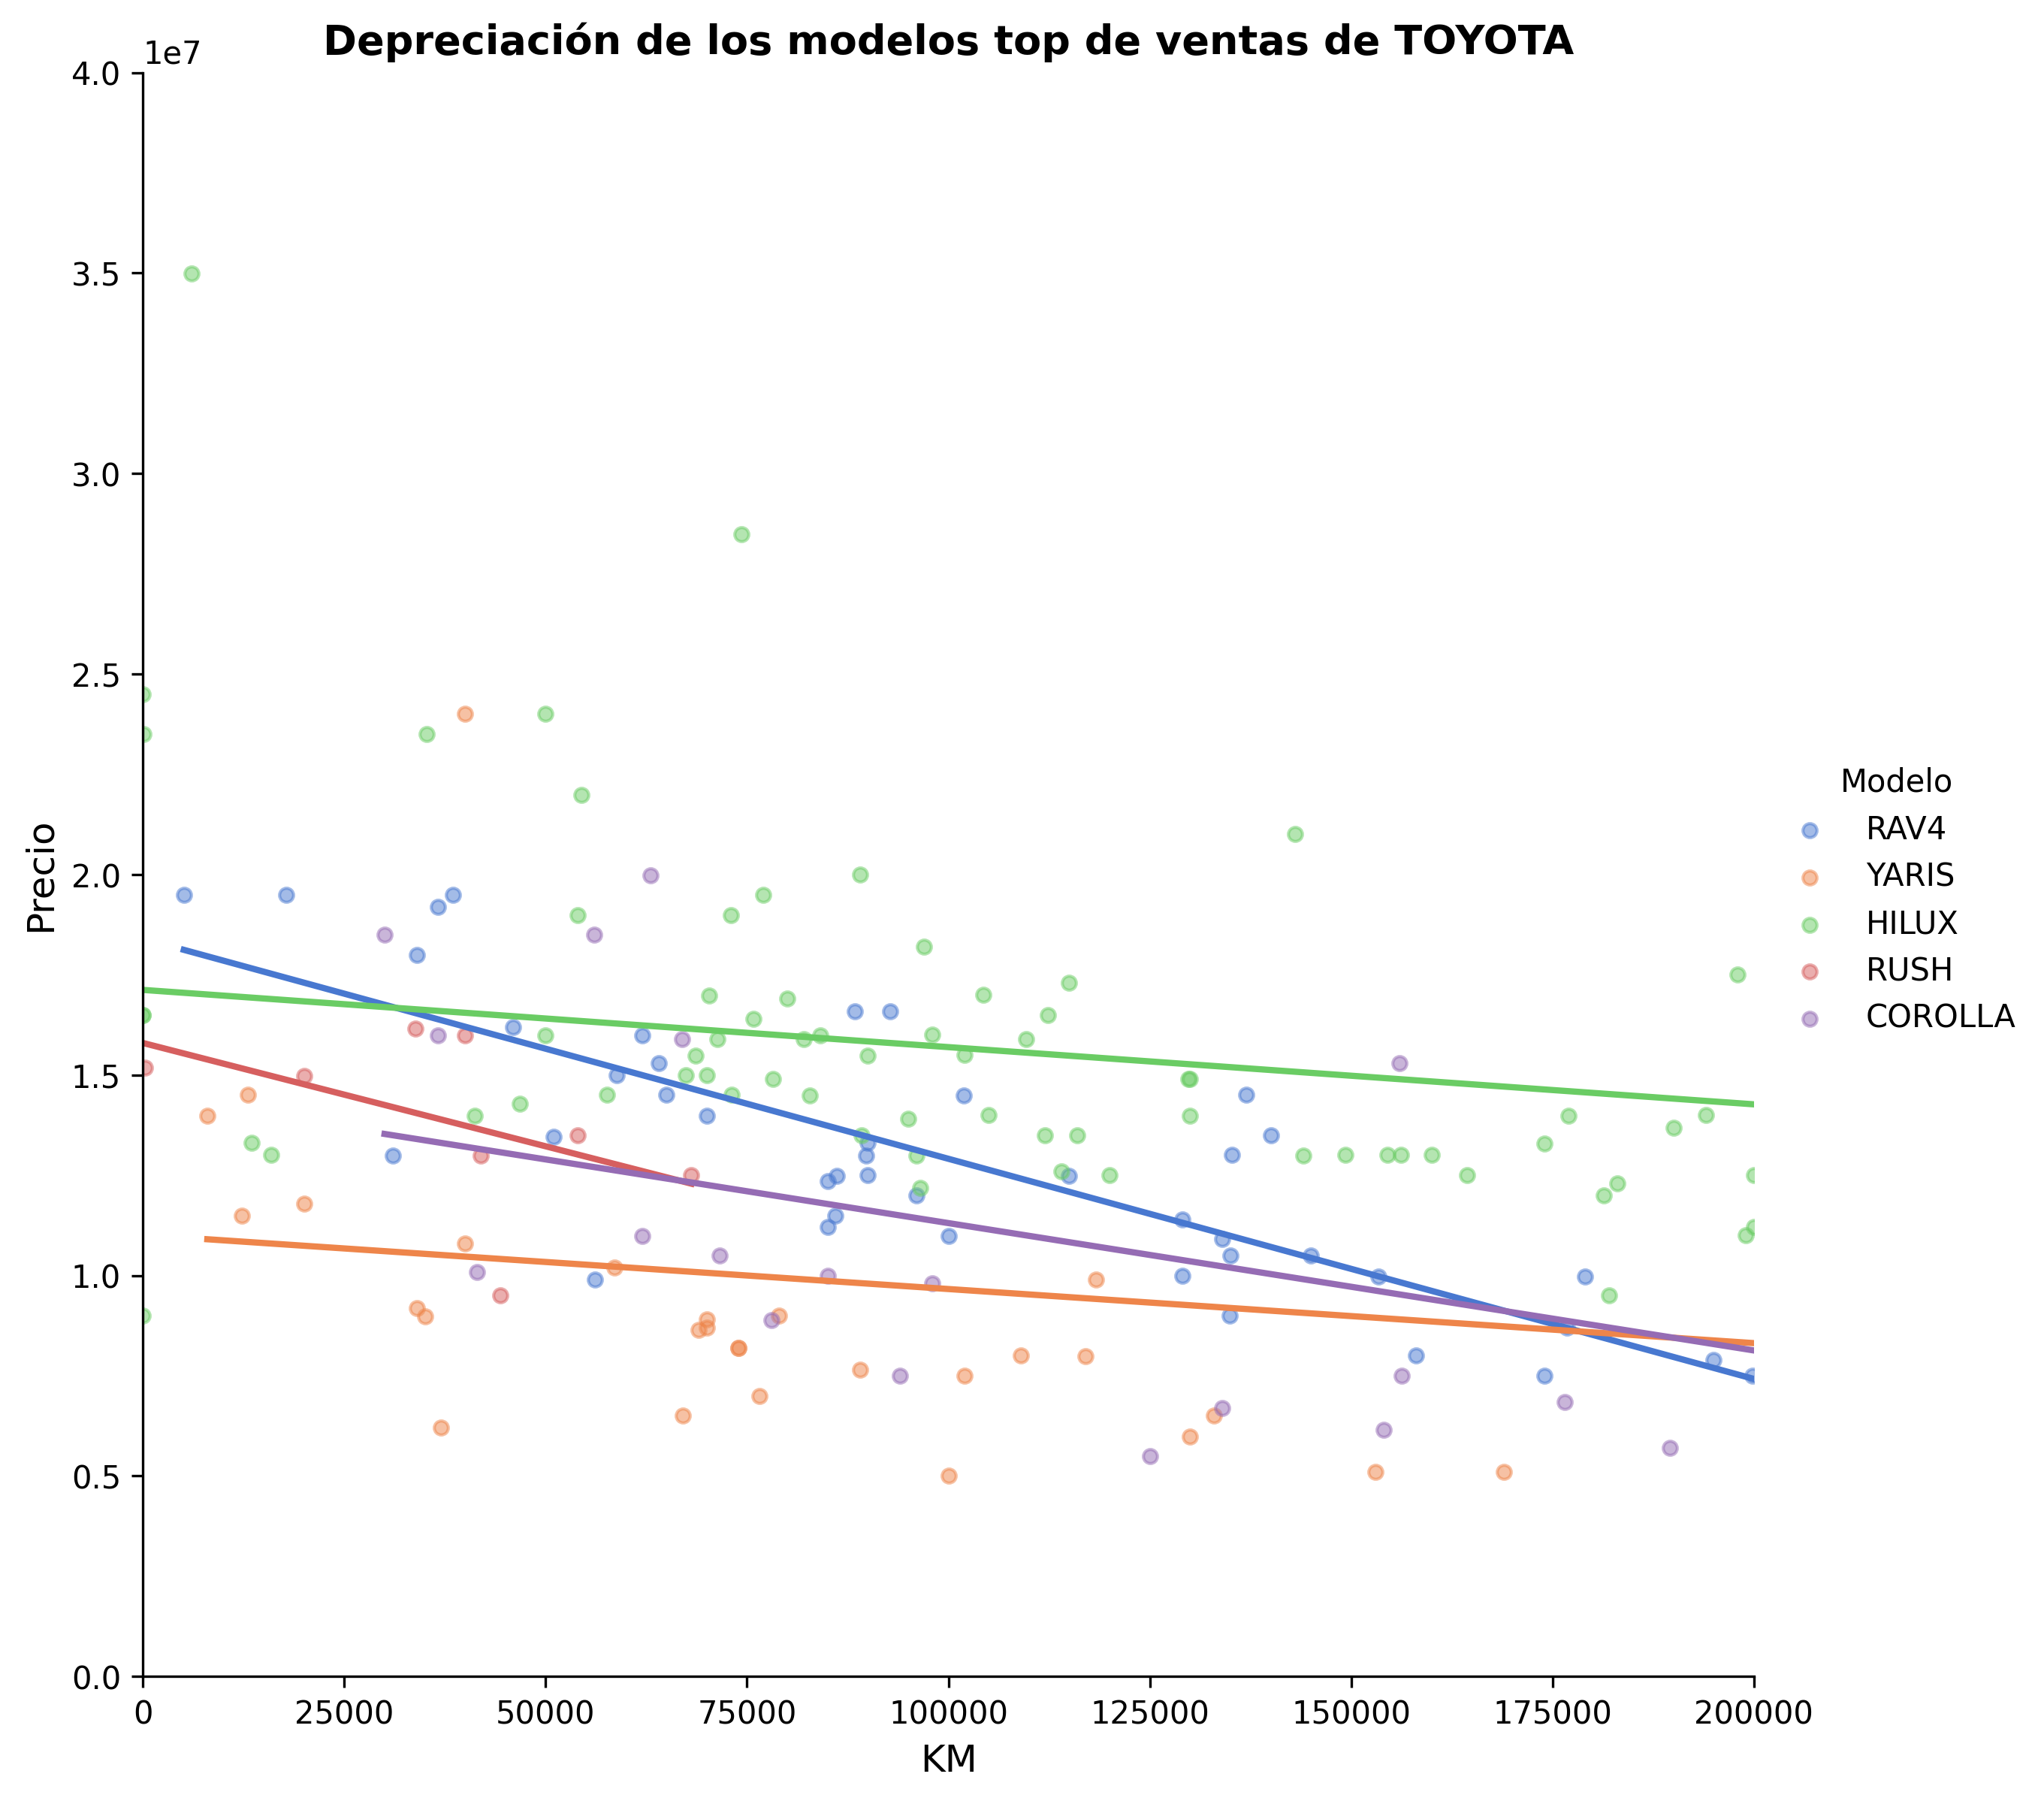 Depreciación de los modelos top de ventas de TOYOTA
1e7
4.0
3.5
3.0
2.5
2.0
1.5
1.0
0.5
0.0
Precio
0 25000 50000 75000 100000 125000 150000 175000 200000
KM
Modelo
RAV4
YARIS
HILUX
RUSH
COROLLA